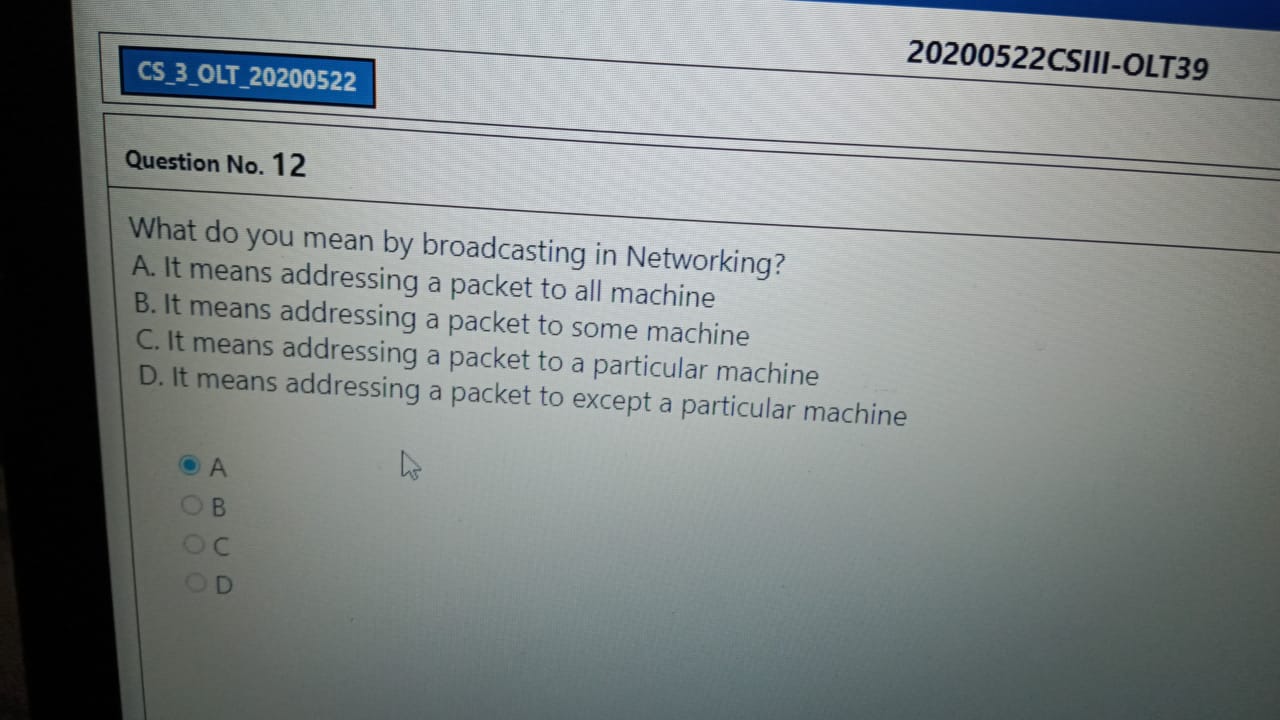 20200522CSIII-OLT39
CS_3_OLT_20200522
Question No. 12
What do you mean by broadcasting in Networking?
A. It means addressing a packet to all machine
B. It means addressing a packet to some machine
C. It means addressing a packet to a particular machine
D. It means addressing a packet to except a particular machine
A
B
C
D